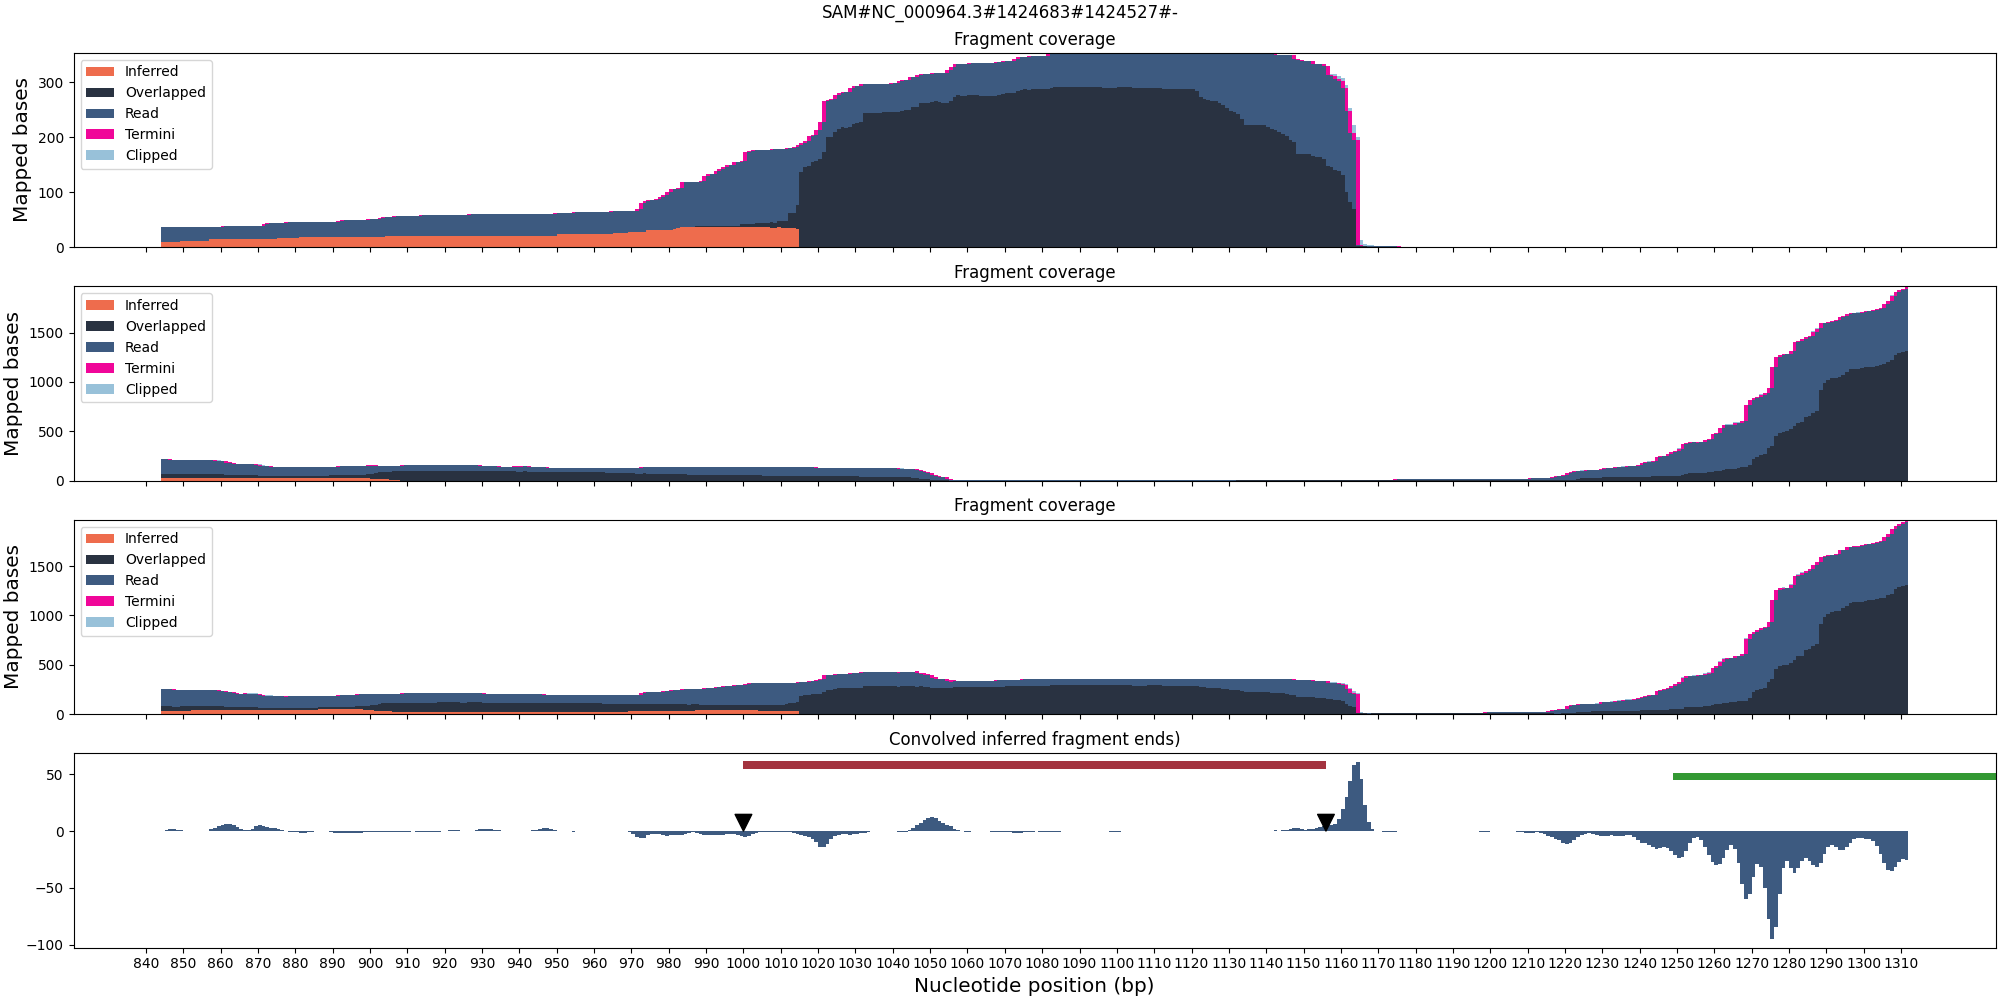 SAM#NC_000964.3#1424683#1424527#-
Fragment coverage
Mapped bases
300
200
100
0
Inferred
Overlapped
Read
Termini
Clipped
Fragment coverage
Mapped bases
1500
1000
500
0
Inferred
Overlapped
Read
Termini
Clipped
Fragment coverage
Mapped bases
1500
1000
500
0
Inferred
Overlapped
Read
Termini
Clipped
Convolved inferred fragment ends)
50
0
−50
−100
840 850 860 870 880 890 900 910 920 930 940 950 960 970 980 990 1000 1010 1020 1030 1040 1050 1060 1070 1080 1090 1100 1110 1120 1130 1140 1150 1160 1170 1180 1190 1200 1210 1220 1230 1240 1250 1260 1270 1280 1290 1300 1310
Nucleotide position (bp)